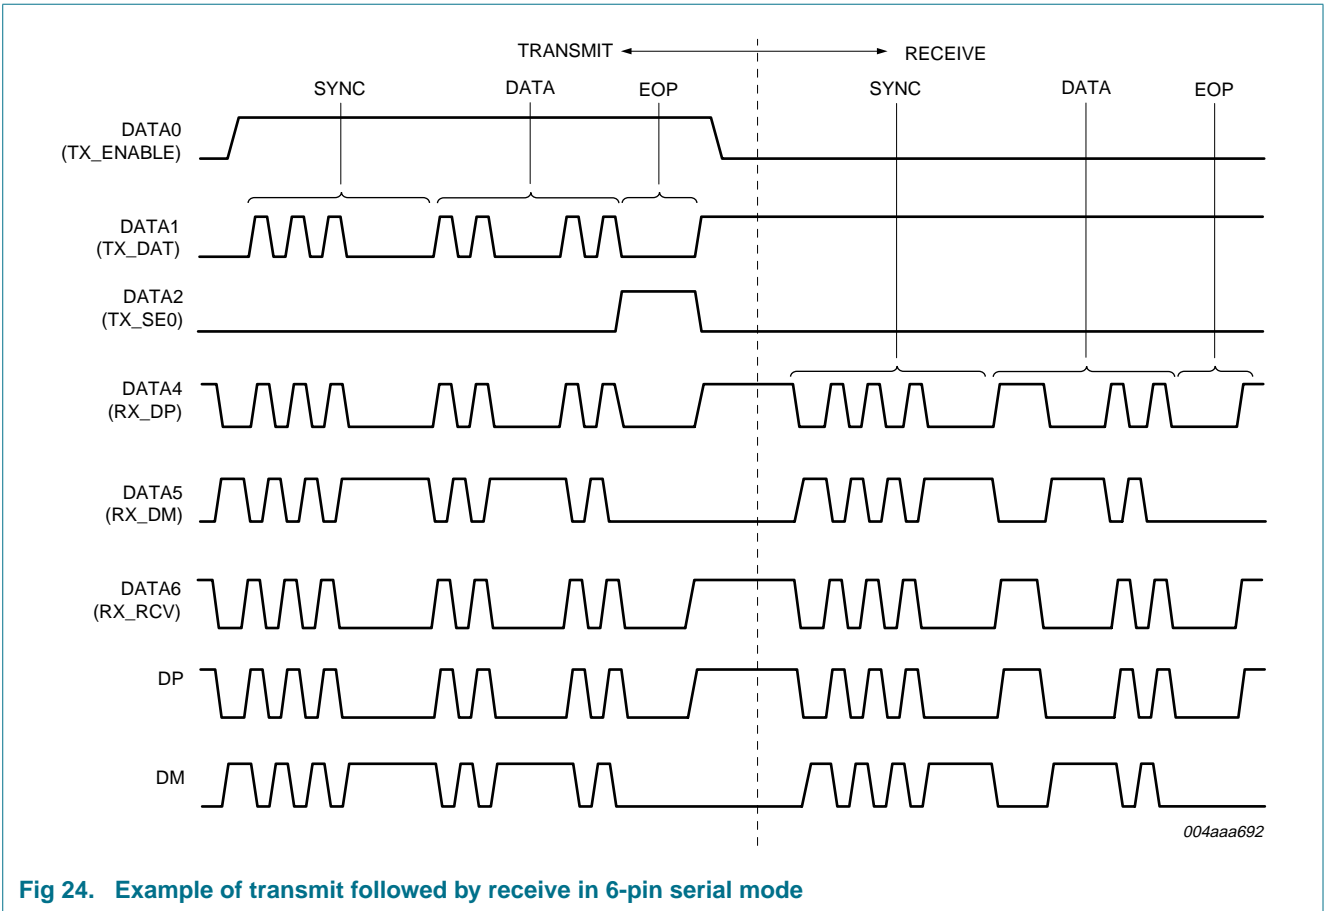 TRANSMIT RECEIVE
SYNC DATA EOP SYNC DATA EOP
DATA0
(TX_ENABLE)
DATA1
(TX_DAT)
DATA2
(TX_SE0)
DATA4
(RX_DP)
DATA5
(RX_DM)
DATA6
(RX_RCV)
DP
DM
004aaa692
Fig 24. Example of transmit followed by receive in 6-pin serial mode